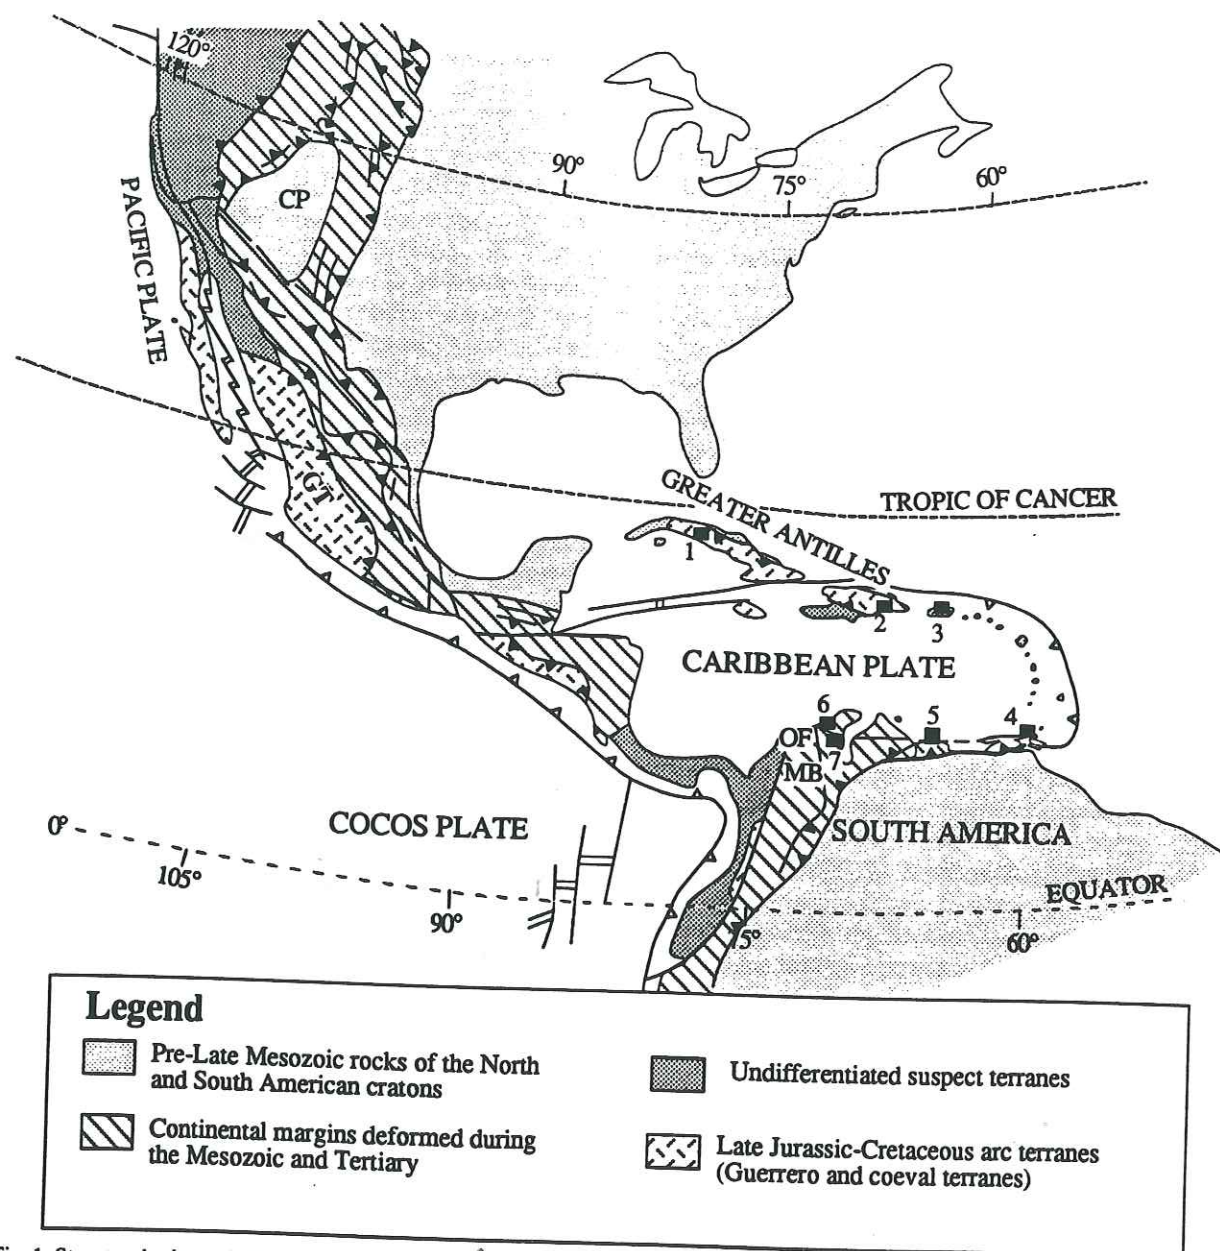 120°
90°
75°
60°
CP
PACIFIC PLATE
GT
GREATER ANTILLES
TROPIC OF CANCER
1
2
3
CARIBBEAN PLATE
6
5
4
OF
7
MB
0°
COCOS PLATE
SOUTH AMERICA
105°
90°
EQUATOR
75°
60°
Legend
Pre-Late Mesozoic rocks of the North
and South American cratons
Undifferentiated suspect terranes
Continental margins deformed during
the Mesozoic and Tertiary
Late Jurassic-Cretaceous arc terranes
(Guerrero and coeval terranes)